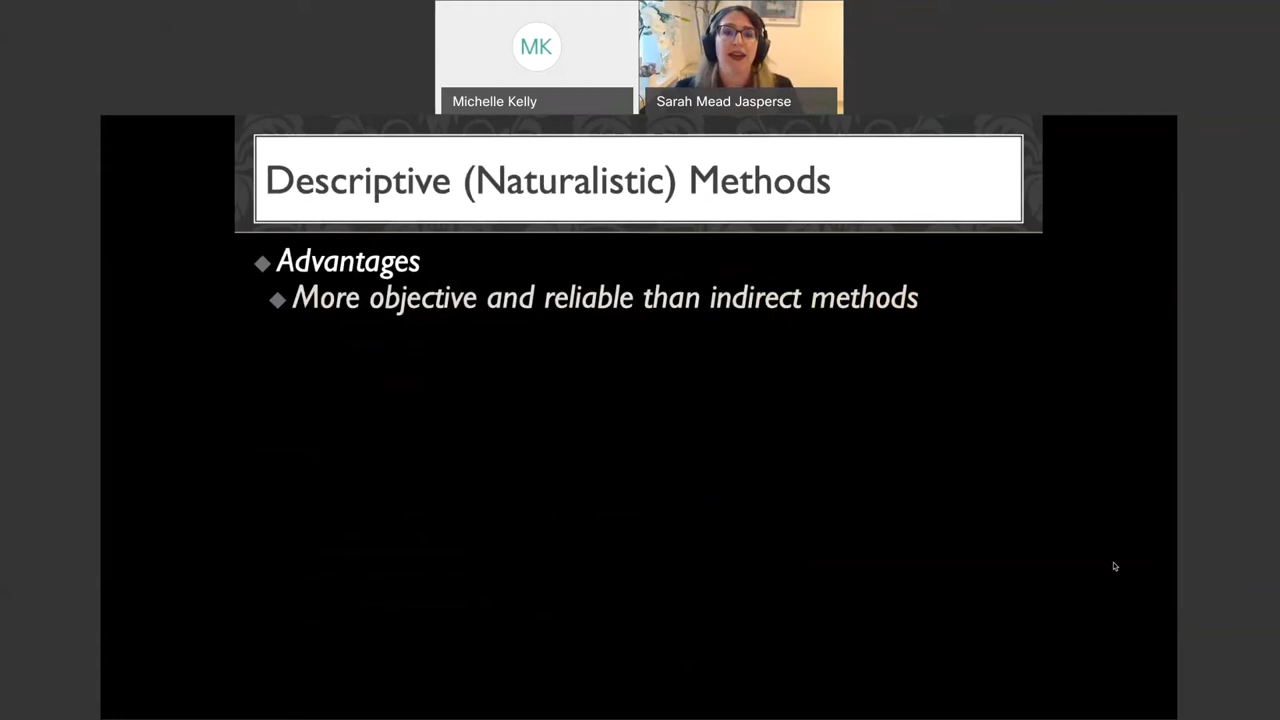 MK
Michelle Kelly
Sarah Mead Jasperse
Descriptive (Naturalistic) Methods
Advantages
More objective and reliable than indirect methods